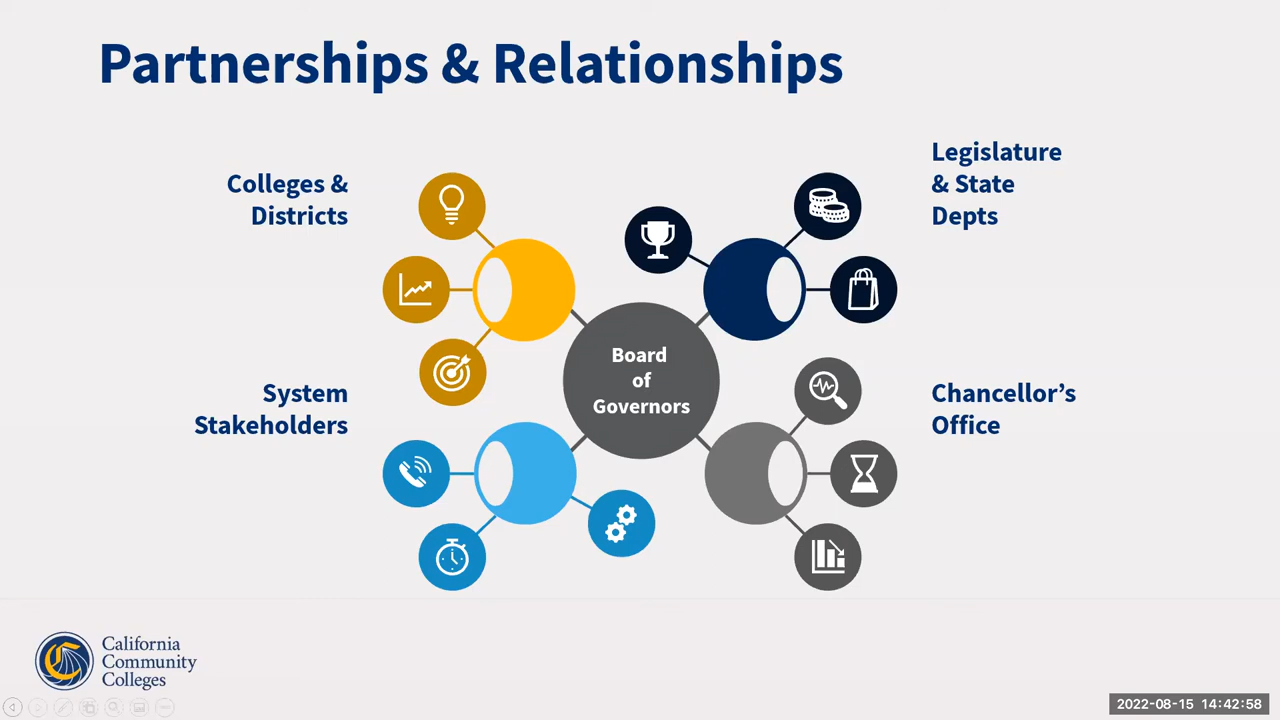 Partnerships & Relationships
Colleges &
Districts
Legislature
& State
Depts
Board
of
Governors
System
Stakeholders
Chancellor’s
Office
California
Community
Colleges
2022-08-15 14:42:58